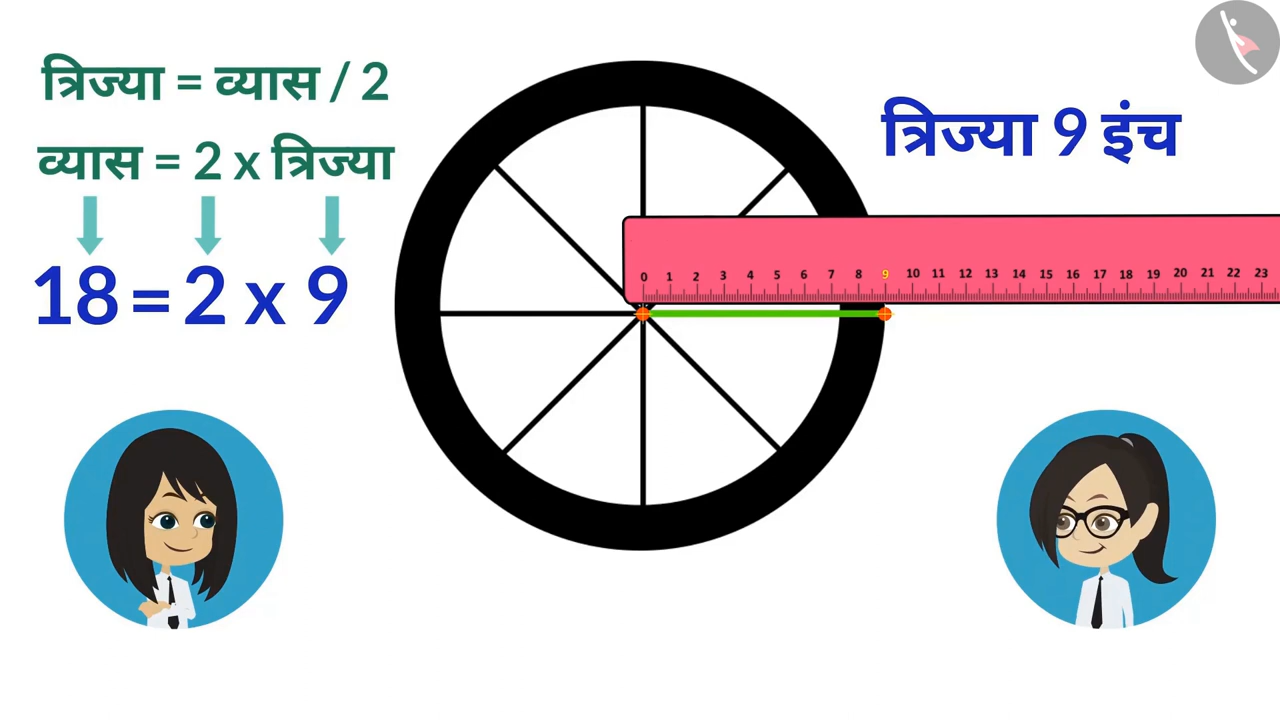 त्रिज्या = व्यास / 2
व्यास = 2 x त्रिज्या
18 = 2 x 9
त्रिज्या 9 इंच
0 1 2 3 4 5 6 7 8 9 10 11 12 13 14 15 16 17 18 19 20 21 22 23